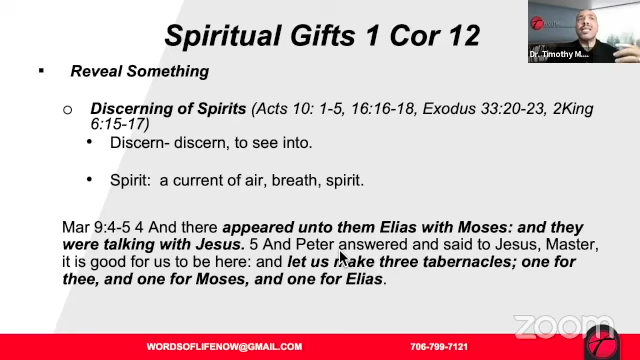 Spiritual Gifts 1 Cor 12
Dr. Timothy M....
▪ Reveal Something
o Discerning of Spirits (Acts 10: 1-5, 16:16-18, Exodus 33:20-23, 2King
6:15-17)
• Discern- discern, to see into.
• Spirit: a current of air, breath, spirit.
Mar 9:4-5 4 And there appeared unto them Elias with Moses: and they
were talking with Jesus. 5 And Peter answered and said to Jesus, Master,
it is good for us to be here: and let us make three tabernacles; one for
thee, and one for Moses, and one for Elias.
zoom
WORDSOFLIFENOW@GMAIL.COM 706-799-7121